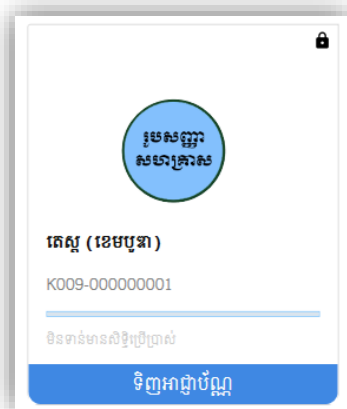 រូបសញ្ញា
សហគ្រាស
តេស្ត (ខេមបូឌា)
K009-000000001
មិនទាន់មានសិទ្ធិប្រើប្រាស់
ទិញអាជ្ញាប័ណ្ណ